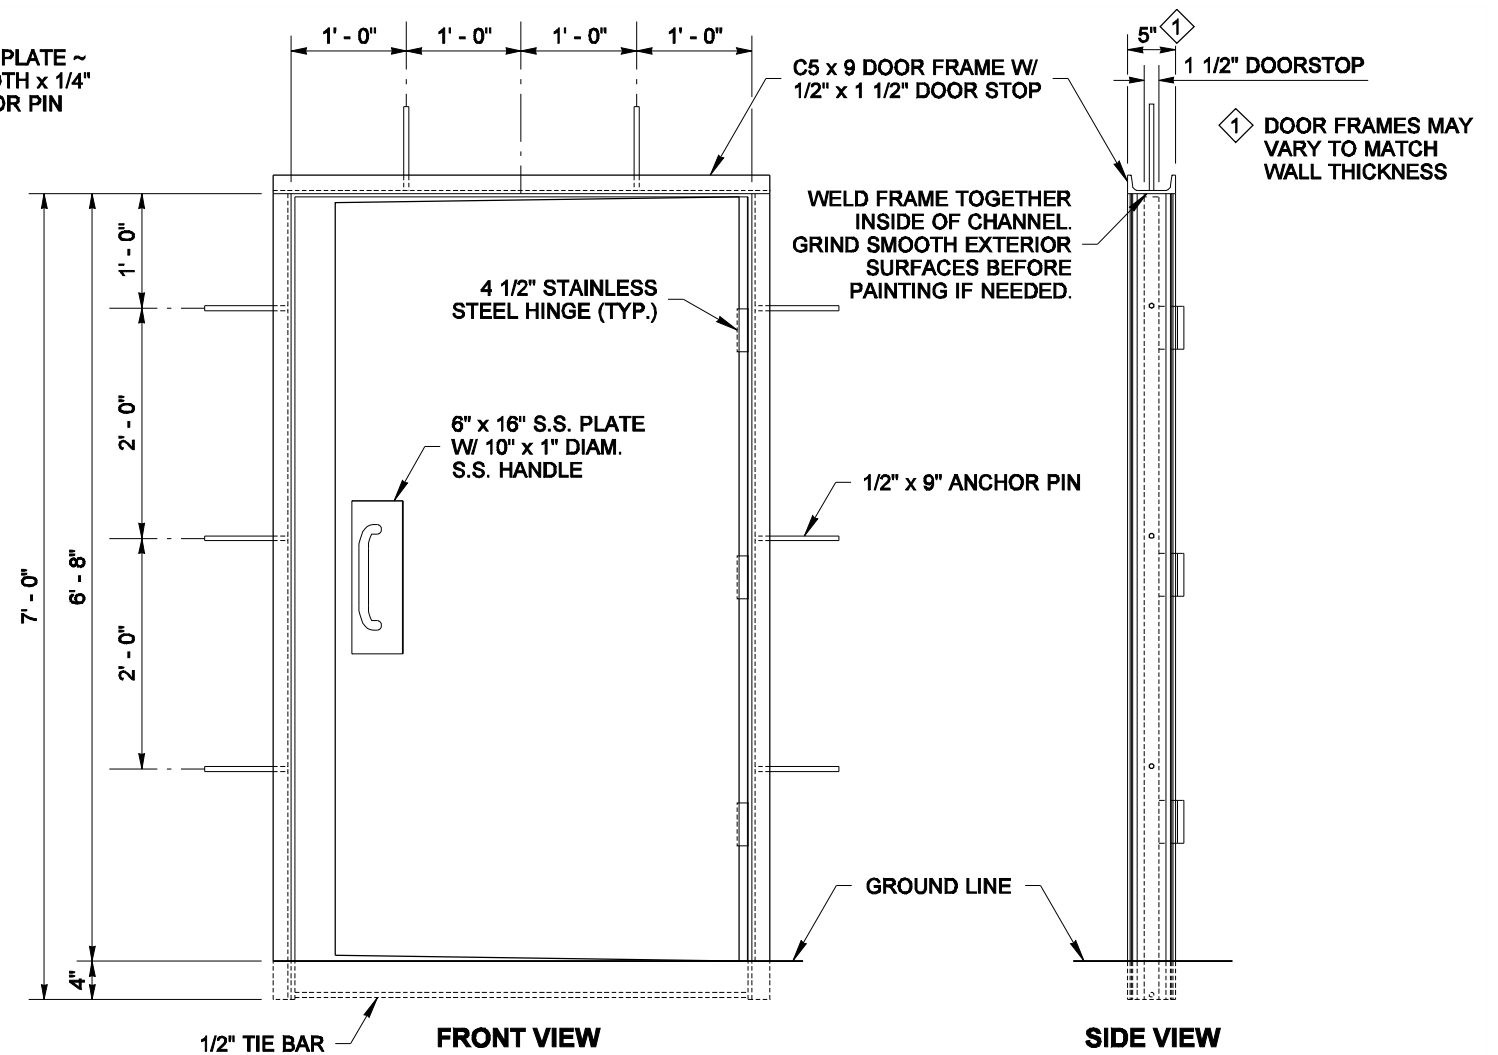 1' - 0" 1' - 0" 1' - 0" 1' - 0"
PLATE ~
OTH x 1/4"
OR PIN
C5 x 9 DOOR FRAME W/
1/2" x 1 1/2" DOOR STOP
5" 1
1 1/2" DOORSTOP
1 DOOR FRAMES MAY
VARY TO MATCH
WALL THICKNESS
WELD FRAME TOGETHER
INSIDE OF CHANNEL.
GRIND SMOOTH EXTERIOR
SURFACES BEFORE
PAINTING IF NEEDED.
1' - 0"
4 1/2" STAINLESS
STEEL HINGE (TYP.)
2' - 0"
6" x 16" S.S. PLATE
W/ 10" x 1" DIAM.
S.S. HANDLE
1/2" x 9" ANCHOR PIN
7' - 0"
6' - 8"
2' - 0"
GROUND LINE
4"
1/2" TIE BAR
FRONT VIEW
SIDE VIEW